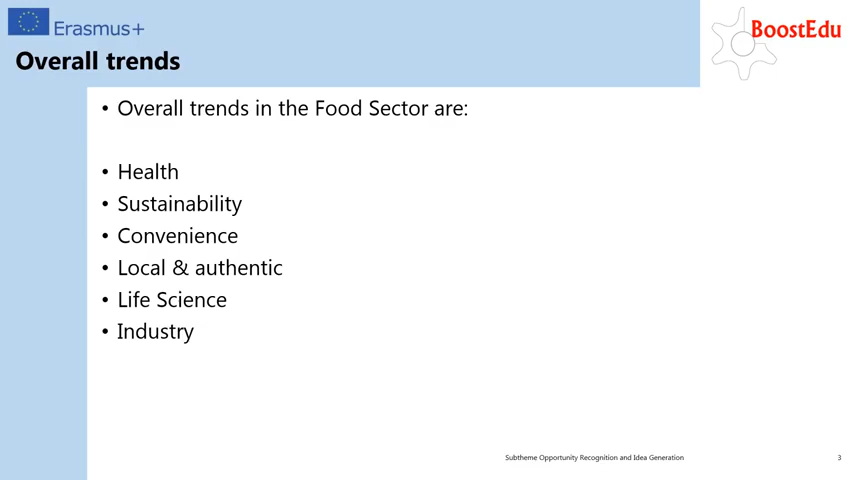 Erasmus+
BoostEdu
Overall trends
• Overall trends in the Food Sector are:
• Health
• Sustainability
• Convenience
• Local & authentic
• Life Science
• Industry
Subtheme Opportunity Recognition and Idea Generation
3